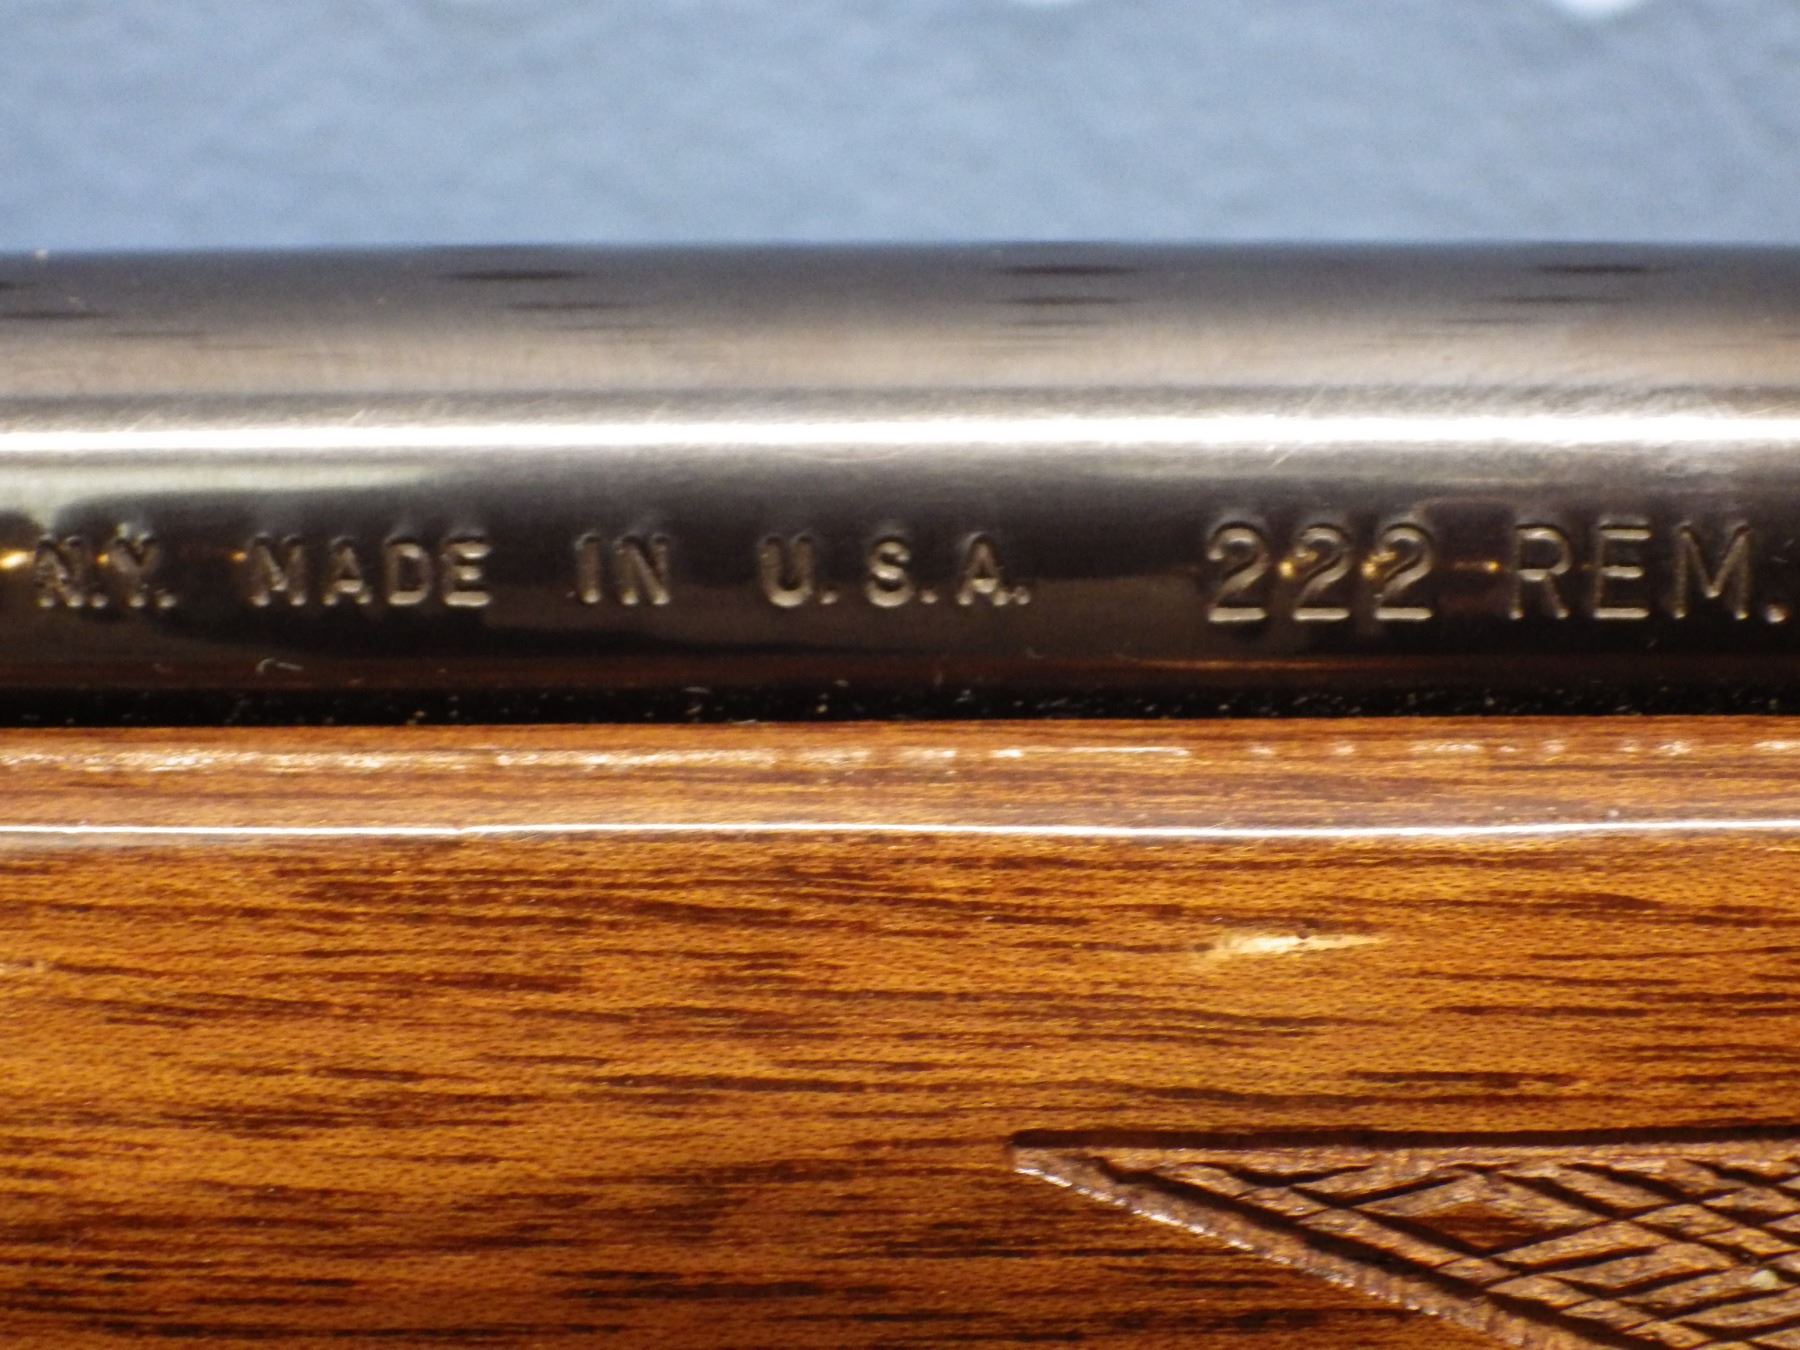 N.Y. MADE IN U.S.A. 222 REM.